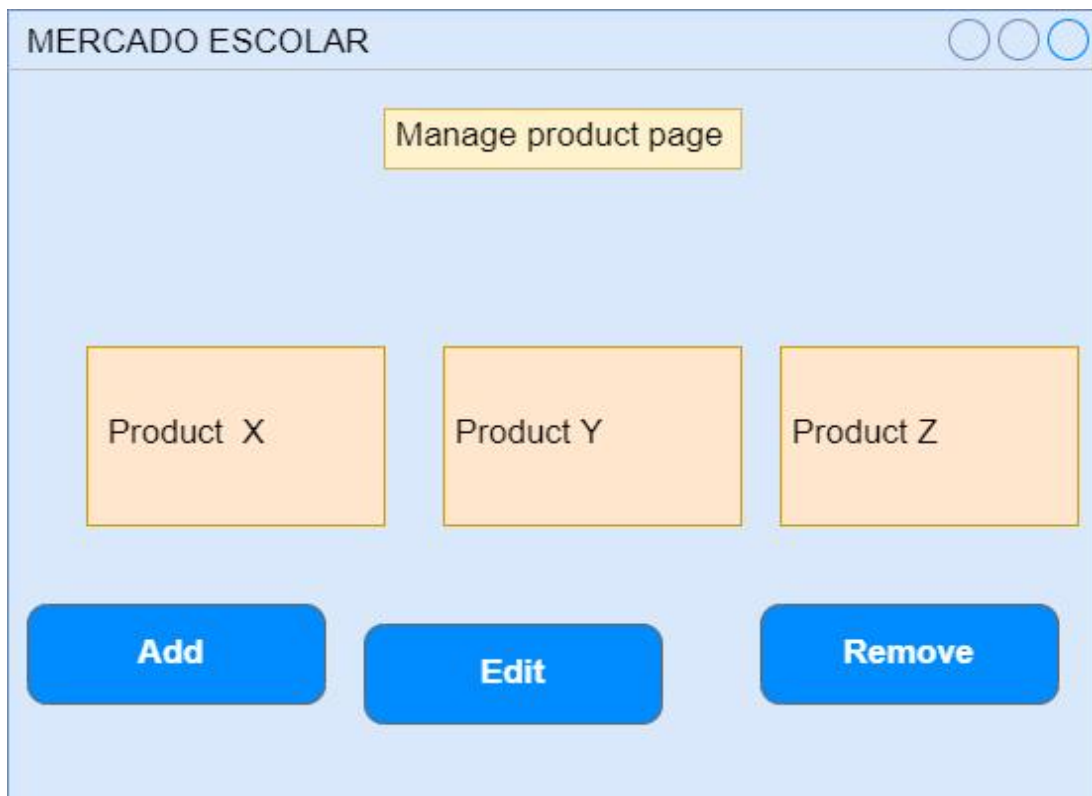 MERCADO ESCOLAR
Manage product page
Product  X
Product Y
Product Z
Add
Edit
Remove